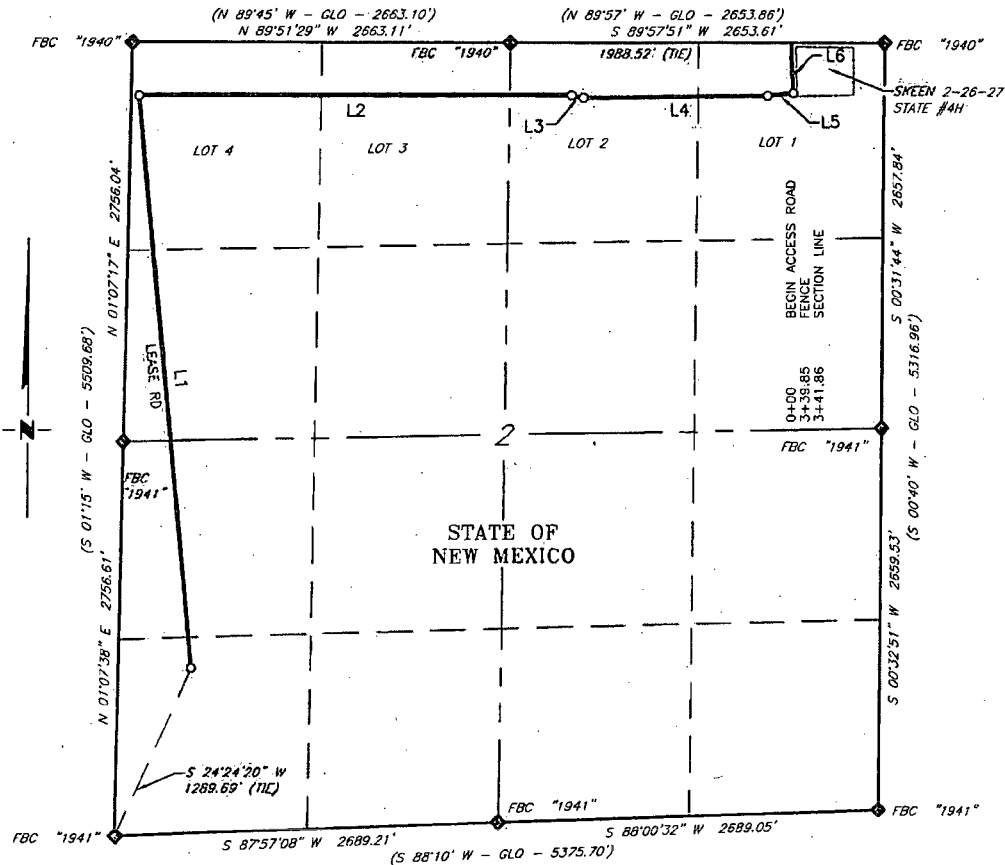 (N 89°45' W - GLO - 2663.10')
(N 89°57' W - GLO - 2653.86')
N 89°51'29" W 2663.11'
S 89°57'51" W 2653.61'
FBC "1940"
FBC "1940"
FBC "1940"
1988.52' (TIE)
L6
SKEEN 2-26-27
STATE #4H
L2
L3
L4
L5
LOT 4
LOT 3
LOT 2
LOT 1
N 01°07'17" E 2756.04'
S 00°31'44" W 2657.84'
BEGIN ACCESS ROAD
FENCE
SECTION LINE
0+00
3+39.85
3+41.86
L1
LEASE RD
(S 01°15' W - GLO - 5509.68')
(S 00°40' W - GLO - 5316.96')
N
2
FBC
"1941"
FBC "1941"
STATE OF
NEW MEXICO
N 01°07'38" E 2756.61'
S 00°32'51" W 2659.53'
S 24°24'20" W
1289.69' (TIE)
FBC "1941"
FBC "1941"
FBC "1941"
S 87°57'08" W 2689.21'
S 88°00'32" W 2689.05'
(S 88°10' W - GLO - 5375.70')